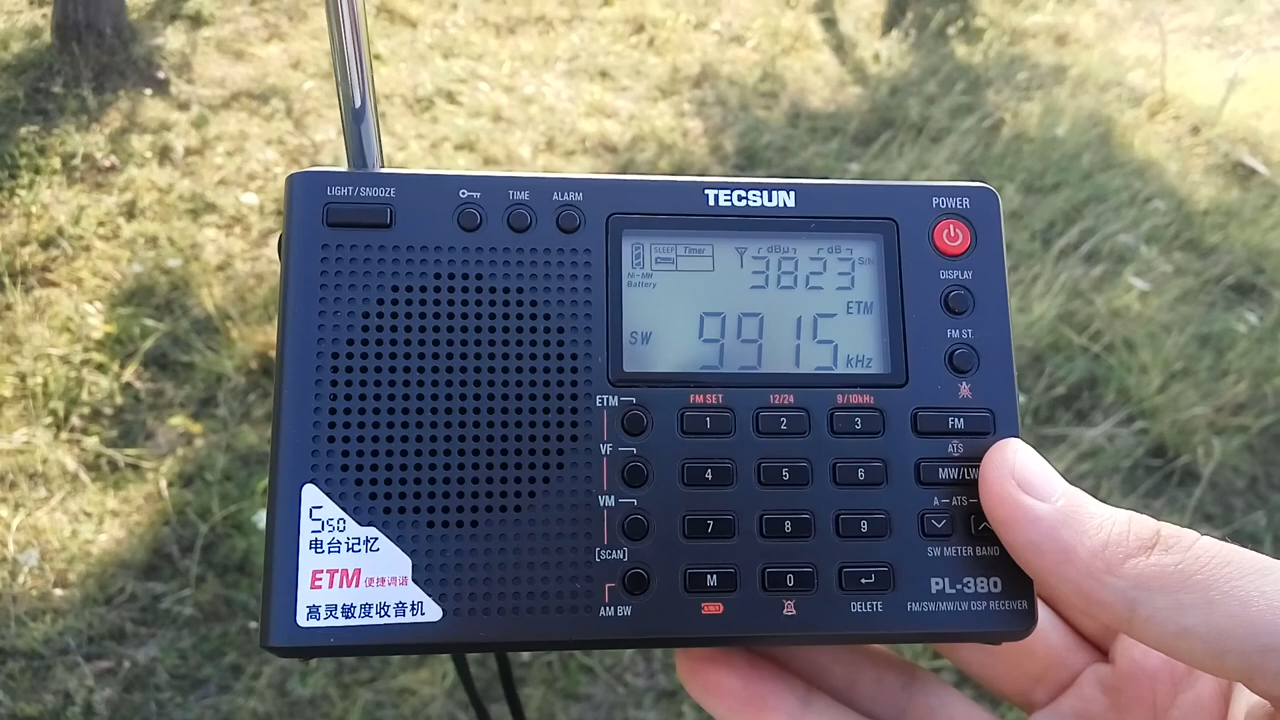 LIGHT/SNOOZE
TIME
ALARM
TECSUN
POWER
SLEEP Timer
dBμ dB
3823 S/N
Ni-MH
Battery
ETM
SW 9915 kHz
DISPLAY
FM ST.
ETM
FM SET 12/24 9/10kHz
1 2 3 FM
VF
ATS
4 5 6 MW/LW
VM
A-ATS
7 8 9
[SCAN]
SW METER BAND
M 0
AM BW
DELETE
PL-380
FM/SW/MW/LW DSP RECEIVER
550
电台记忆
ETM 便捷调谐
高灵敏度收音机